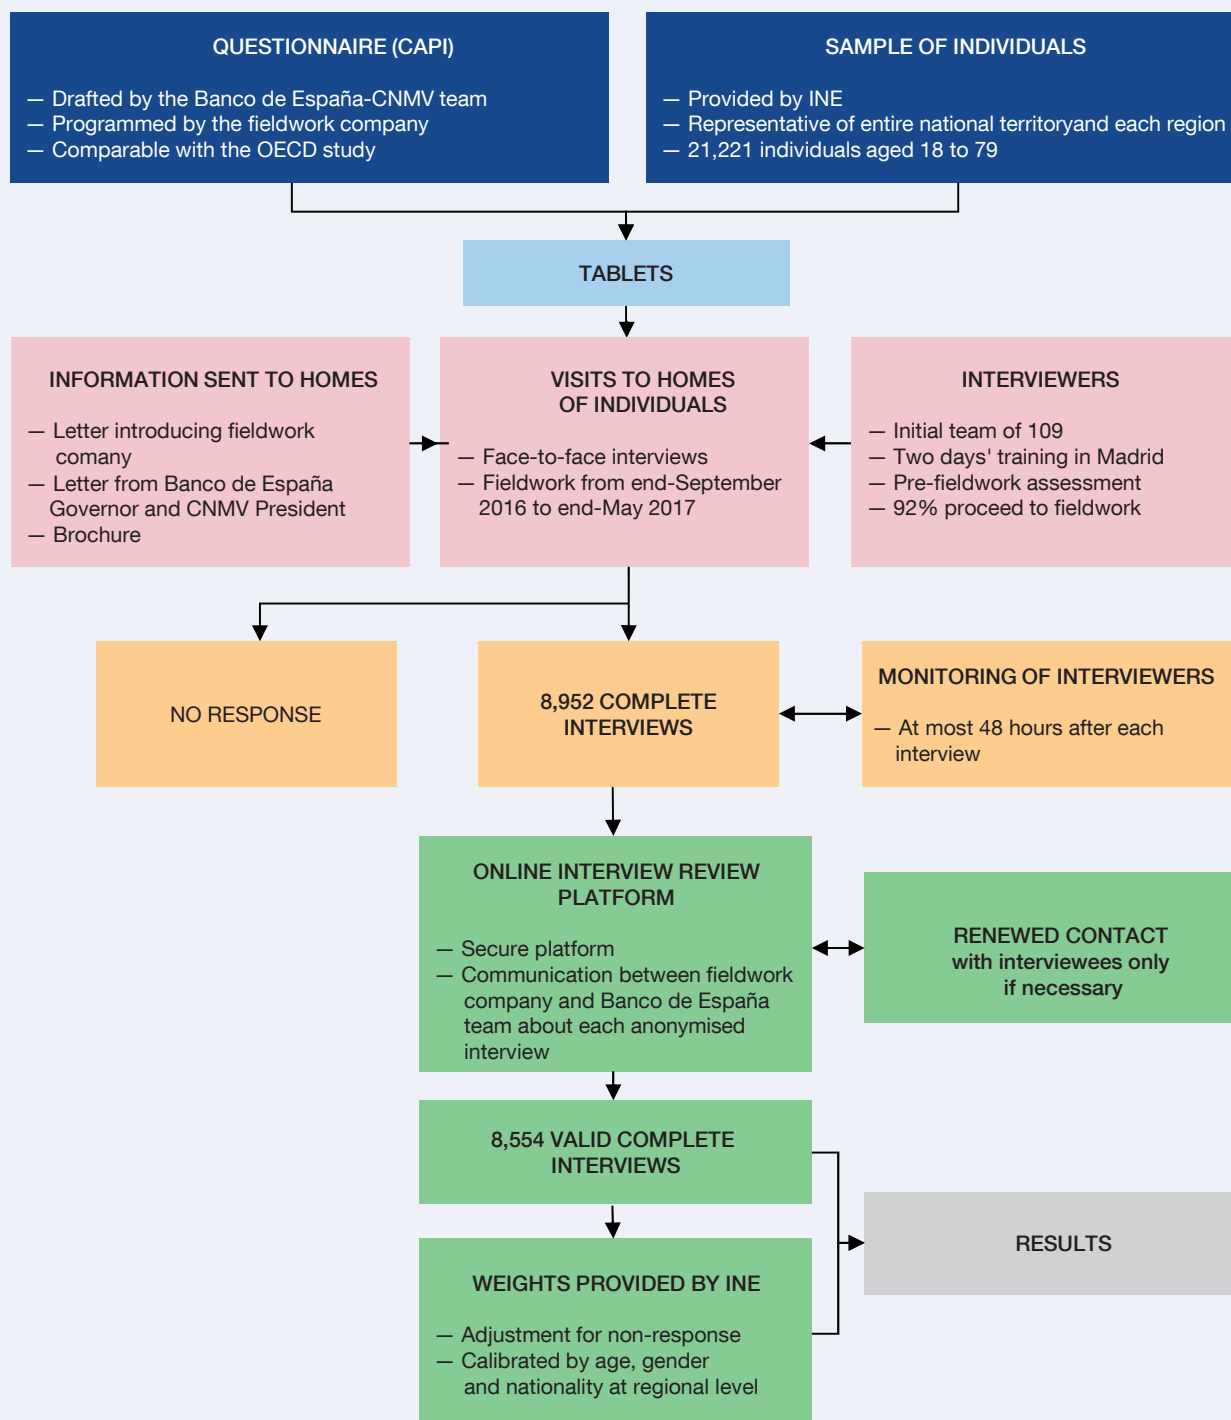 QUESTIONNAIRE (CAPI)
— Drafted by the Banco de España-CNMV team
— Programmed by the fieldwork company
— Comparable with the OECD study
SAMPLE OF INDIVIDUALS
— Provided by INE
— Representative of entire national territoryand each region
— 21,221 individuals aged 18 to 79
TABLETS
INFORMATION SENT TO HOMES
— Letter introducing fieldwork
comany
— Letter from Banco de España
Governor and CNMV President
— Brochure
VISITS TO HOMES
OF INDIVIDUALS
— Face-to-face interviews
— Fieldwork from end-September
2016 to end-May 2017
INTERVIEWERS
— Initial team of 109
— Two days' training in Madrid
— Pre-fieldwork assessment
— 92% proceed to fieldwork
NO RESPONSE
8,952 COMPLETE
INTERVIEWS
MONITORING OF INTERVIEWERS
— At most 48 hours after each
interview
ONLINE INTERVIEW REVIEW
PLATFORM
— Secure platform
— Communication between fieldwork
company and Banco de España
team about each anonymised
interview
RENEWED CONTACT
with interviewees only
if necessary
8,554 VALID COMPLETE
INTERVIEWS
RESULTS
WEIGHTS PROVIDED BY INE
— Adjustment for non-response
— Calibrated by age, gender
and nationality at regional level